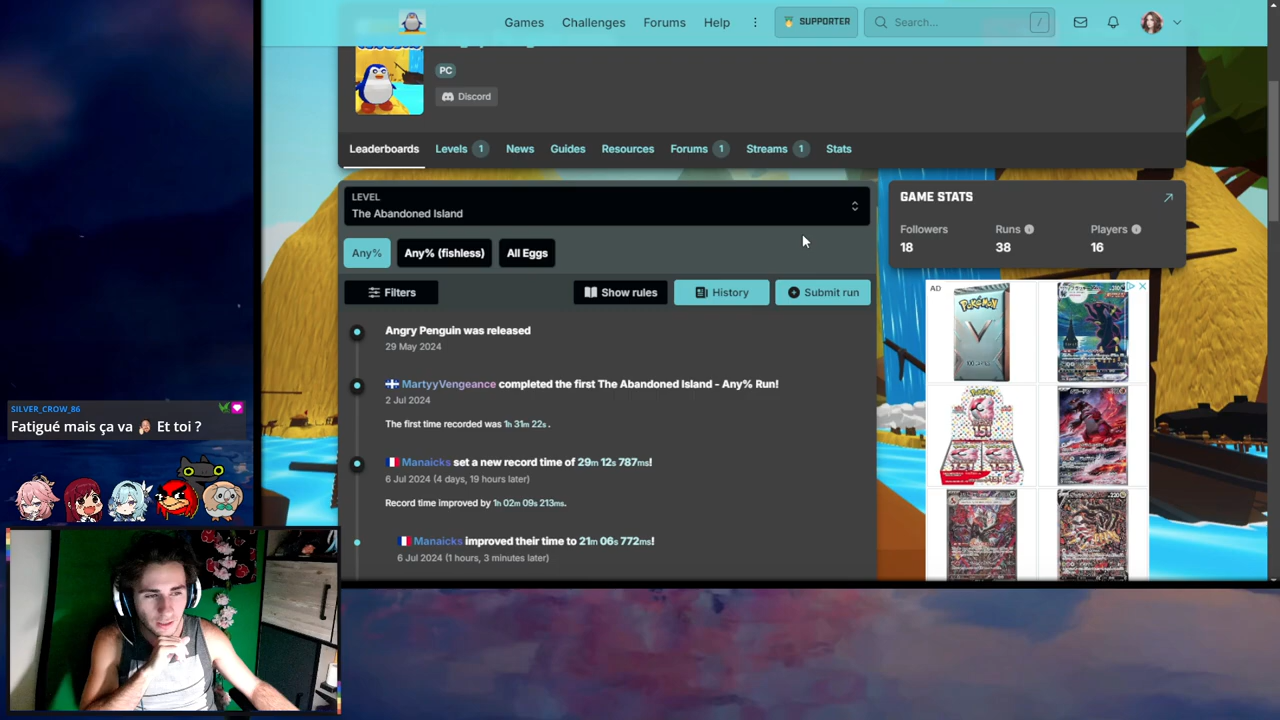 Games Challenges Forums Help SUPPORTER Search... /
PC
Discord
Leaderboards Levels 1 News Guides Resources Forums 1 Streams 1 Stats
LEVEL
The Abandoned Island
Any% Any% (fishless) All Eggs
Filters Show rules History Submit run
Angry Penguin was released
29 May 2024
MartyyVengeance completed the first The Abandoned Island - Any% Run!
2 Jul 2024
The first time recorded was 1h 31m 22s .
Manaicks set a new record time of 29m 12s 787ms!
6 Jul 2024 (4 days, 19 hours later)
Record time improved by 1h 02m 09s 213ms.
Manaicks improved their time to 21m 06s 772ms!
6 Jul 2024 (1 hours, 3 minutes later)
GAME STATS
Followers Runs Players
18 38 16
AD
SILVER_CROW_86
Fatigué mais ça va Et toi ?